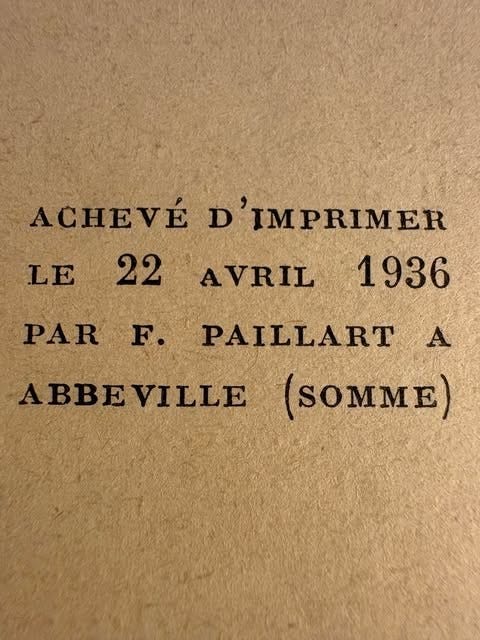 ACHEVÉ D'IMPRIMER
LE 22 AVRIL 1936
PAR F. PAILLART A
ABBEVILLE (SOMME)